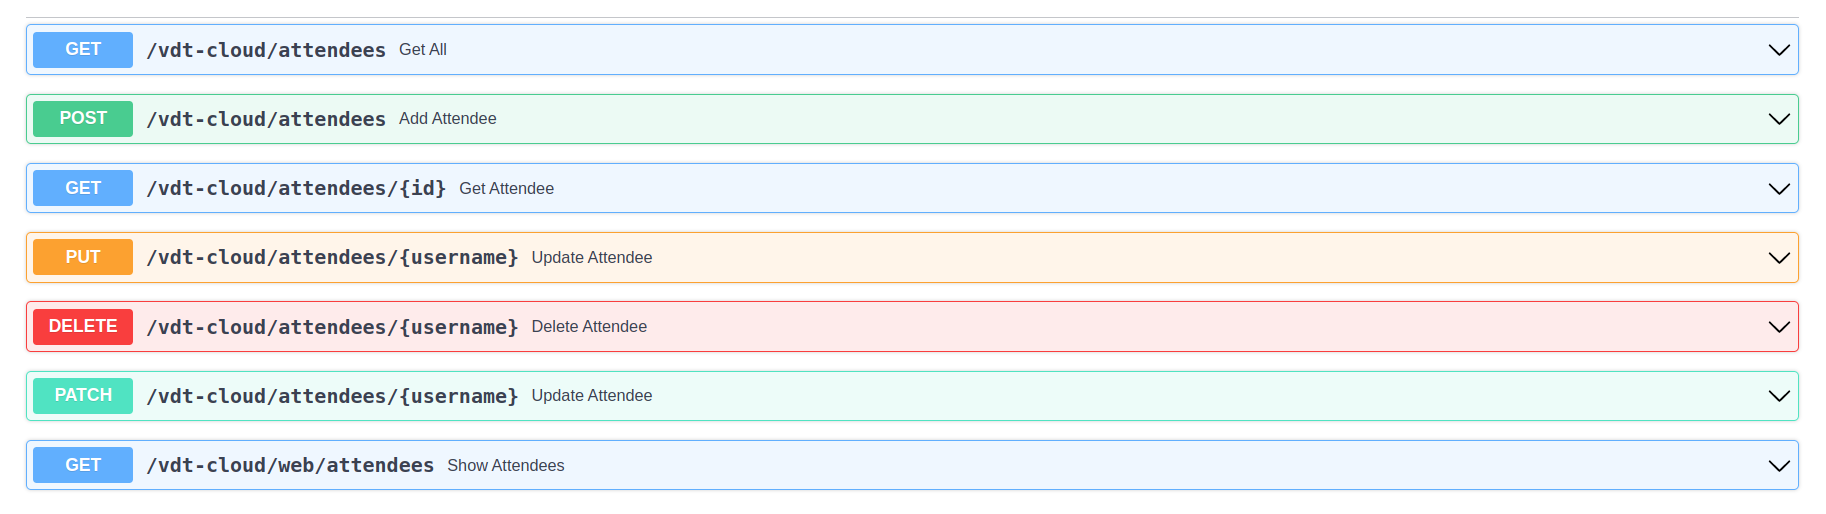 GET /vdt-cloud/attendees Get All
POST /vdt-cloud/attendees Add Attendee
GET /vdt-cloud/attendees/{id} Get Attendee
PUT /vdt-cloud/attendees/{username} Update Attendee
DELETE /vdt-cloud/attendees/{username} Delete Attendee
PATCH /vdt-cloud/attendees/{username} Update Attendee
GET /vdt-cloud/web/attendees Show Attendees